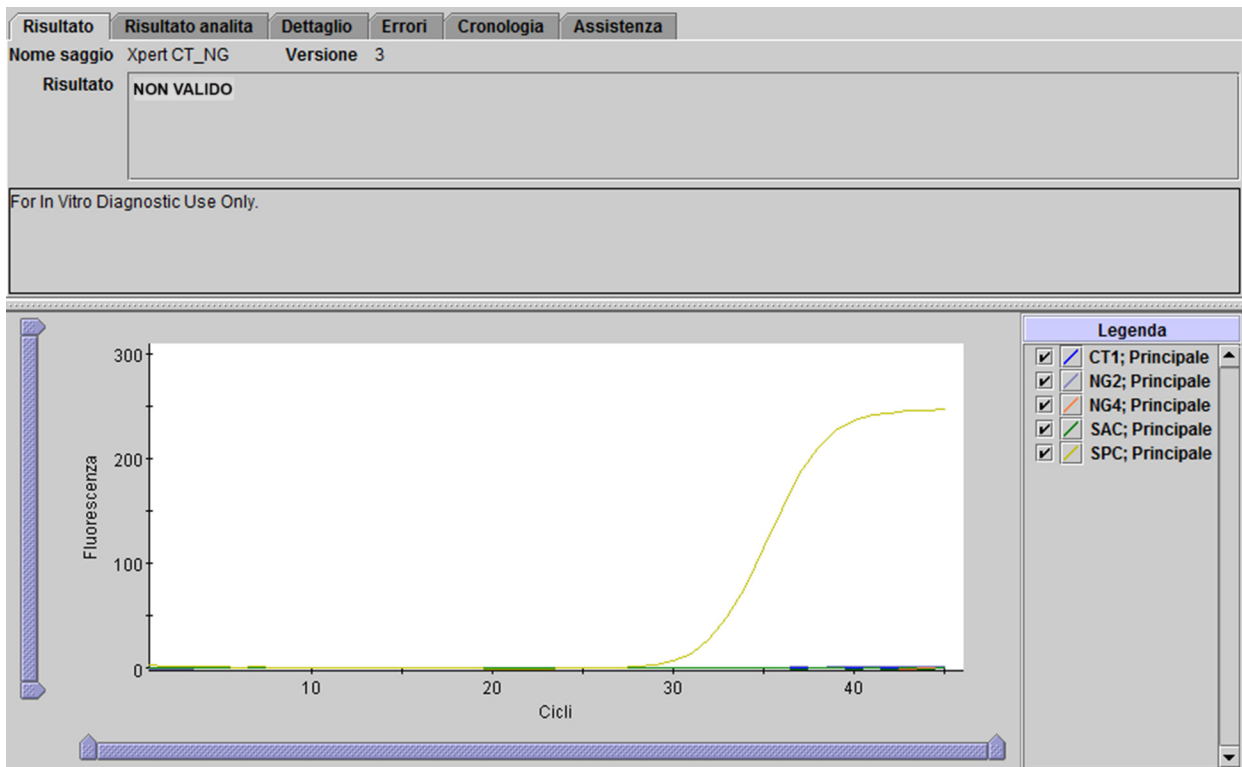 Risultato Risultato analita Dettaglio Errori Cronologia Assistenza
Nome saggio Xpert CT_NG Versione 3
Risultato NON VALIDO
For In Vitro Diagnostic Use Only.
Legenda
CT1; Principale
NG2; Principale
NG4; Principale
SAC; Principale
SPC; Principale
300
200
100
0
Fluorescenza
10 20 30 40
Cicli